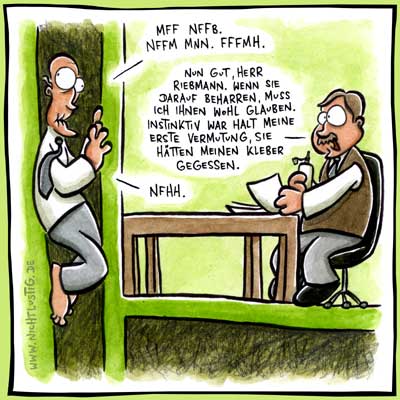 MFF NFFB.
NFFM MNN. FFFMH.
NUN GUT, HERR
RIEBMANN. WENN SIE
DARAUF BEHARREN, MUSS
ICH IHNEN WOHL GLAUBEN.
INSTINKTIV WAR HALT MEINE
ERSTE VERMUTUNG, SIE
HÄTTEN MEINEN KLEBER
GEGESSEN.
NFHH.
WWW.NICHTLUSTIG.DE